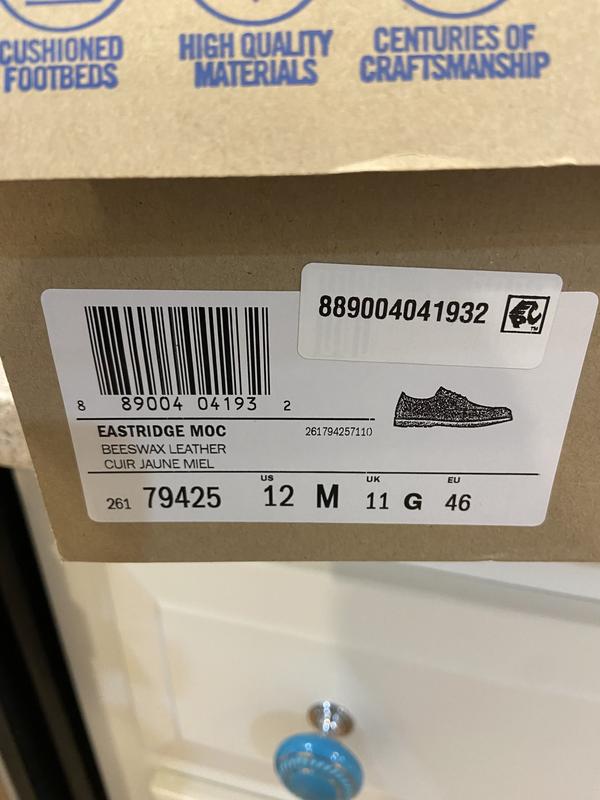 CUSHIONED
FOOTBEDS
HIGH QUALITY
MATERIALS
CENTURIES OF
CRAFTSMANSHIP
889004041932
8 89004 04193 2
EASTRIDGE MOC
261794257110
BEESWAX LEATHER
CUIR JAUNE MIEL
261 79425
US
12 M
UK
11 G
EU
46